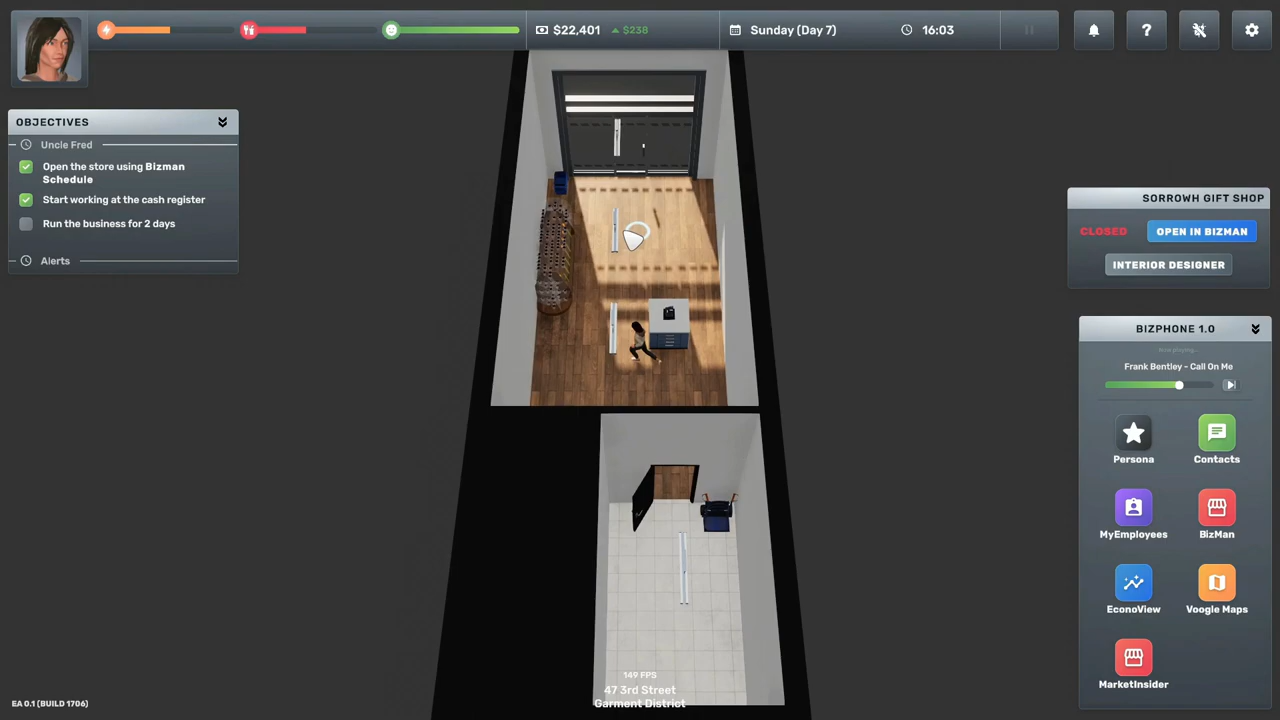 $22,401
$238
Sunday (Day 7)
16:03
?
OBJECTIVES
Uncle Fred
Open the store using Bizman
Schedule
Start working at the cash register
Run the business for 2 days
Alerts
SORROWH GIFT SHOP
CLOSED
OPEN IN BIZMAN
INTERIOR DESIGNER
BIZPHONE 1.0
Now playing...
Frank Bentley - Call On Me
Persona
Contacts
MyEmployees
BizMan
EconoView
Voogle Maps
MarketInsider
149 FPS
47 3rd Street
Garment District
EA 0.1 (BUILD 1706)